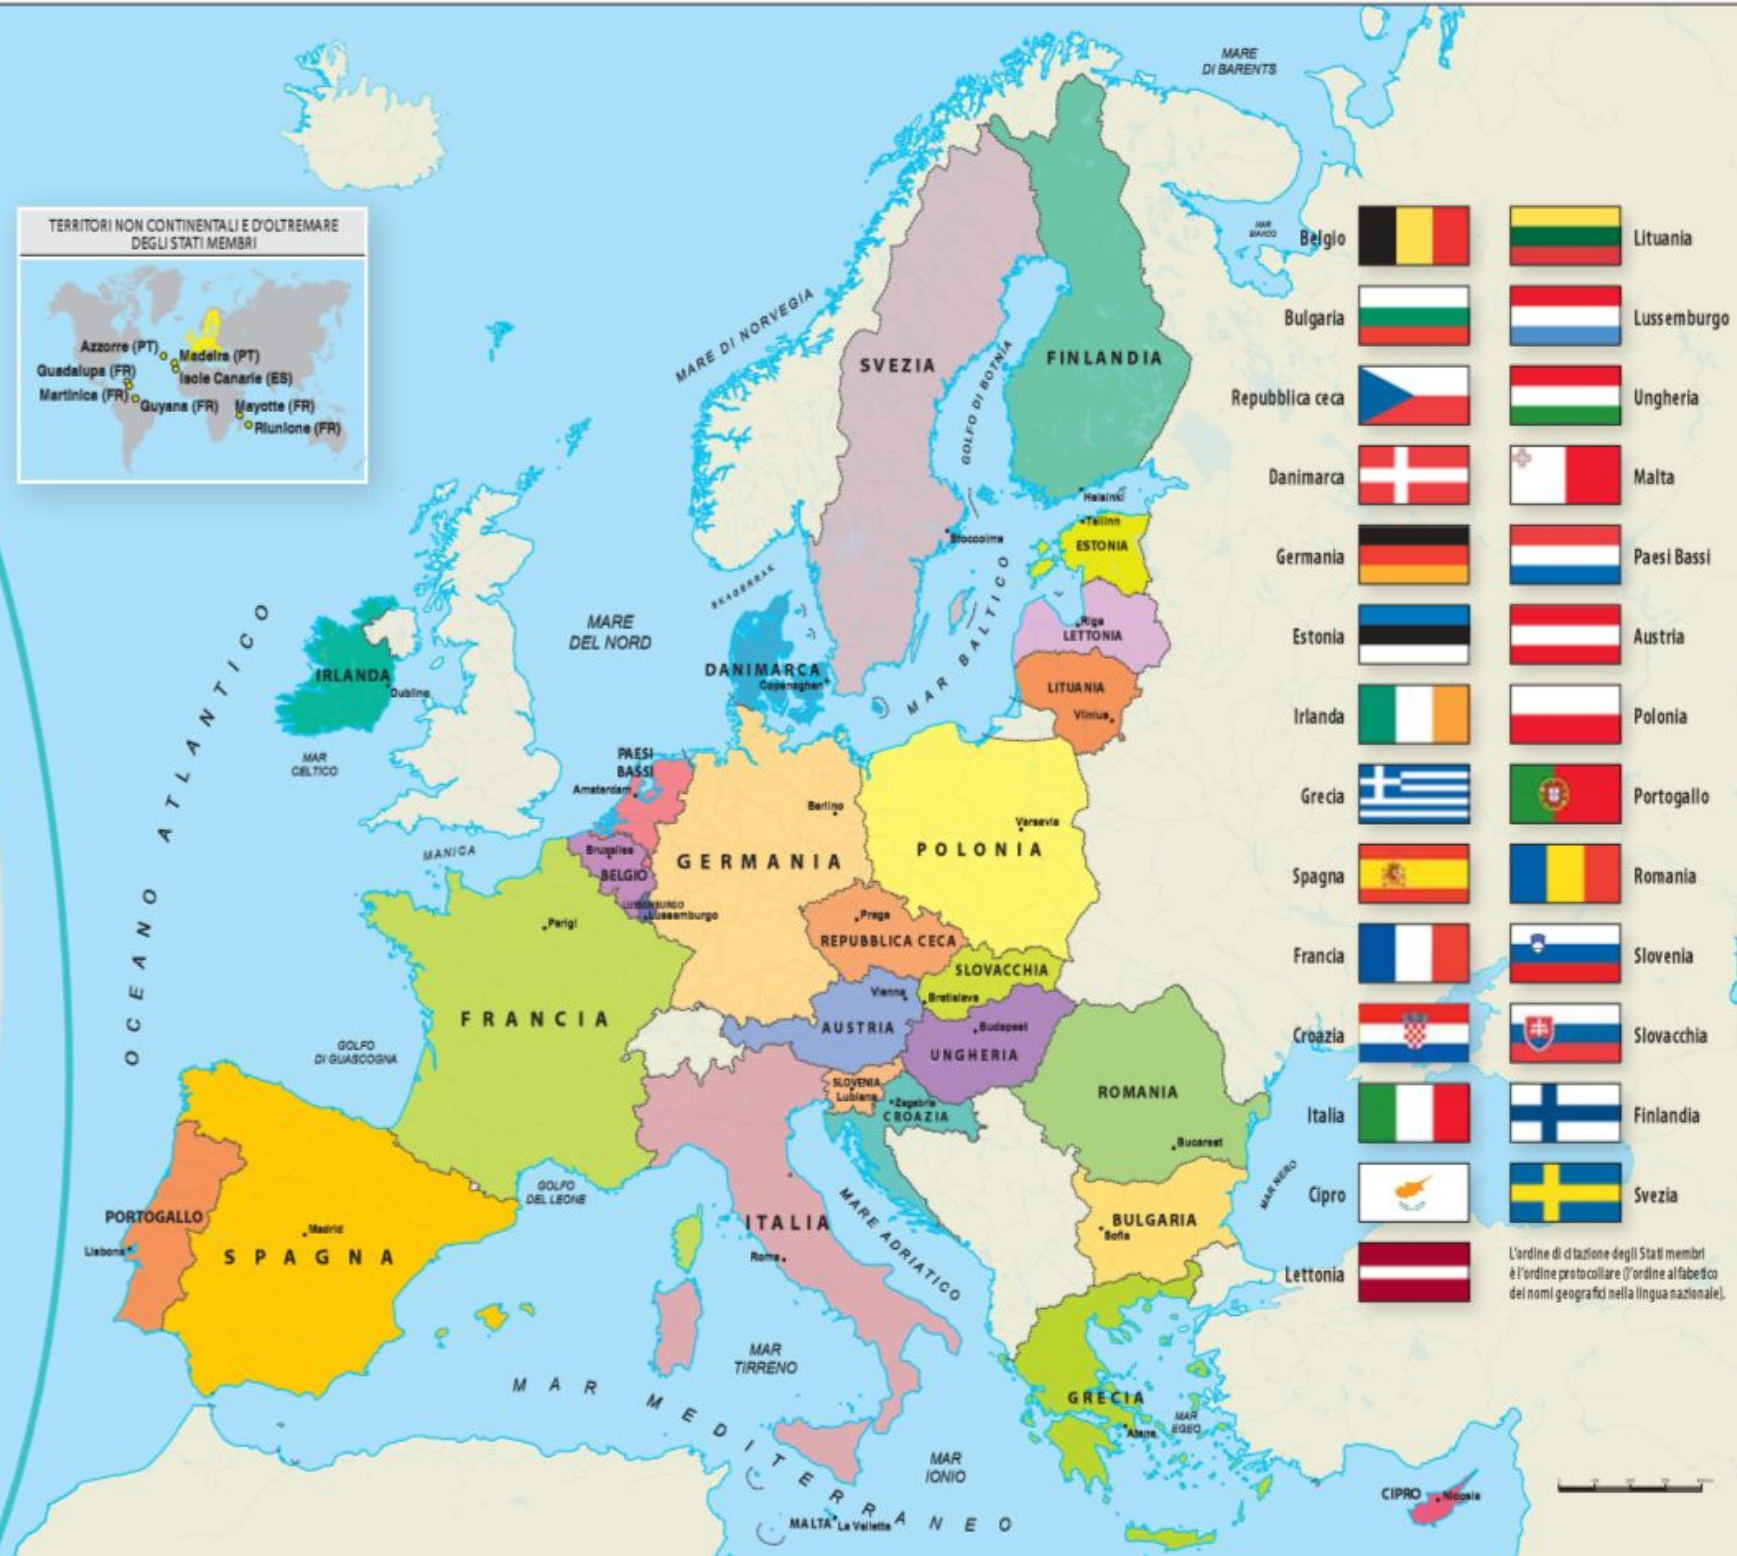 MARE
DI BARENTS
TERRITORI NON CONTINENTALI E D'OLTREMARE
DEGLI STATI MEMBRI
Azzorre (PT)
Madeira (PT)
Guadalupa (FR)
Isole Canarie (ES)
Martinica (FR)
Guyana (FR)
Mayotte (FR)
Riunione (FR)
MAR
BIANCO
MARE DI NORVEGIA
SVEZIA
GOLFO DI BOTNIA
FINLANDIA
Helsinki
Tallinn
ESTONIA
Stoccolma
SKAGERRAK
MARE
DEL NORD
MAR BALTICO
Riga
LETTONIA
LITUANIA
Vilnius
DANIMARCA
Copenaghen
IRLANDA
Dublino
MAR
CELTICO
OCEANO ATLANTICO
PAESI
BASSI
Amsterdam
Berlino
Varsavia
GERMANIA
POLONIA
MANICA
Bruxelles
BELGIO
LUSSEMBURGO
Lussemburgo
Parigi
Praga
REPUBBLICA CECA
SLOVACCHIA
Vienna
Bratislava
FRANCIA
AUSTRIA
Budapest
UNGHERIA
GOLFO
DI GUASCOGNA
SLOVENIA
Lubiana
Zagabria
CROAZIA
ROMANIA
Bucarest
GOLFO
DEL LEONE
MAR NERO
PORTOGALLO
Lisbona
Madrid
SPAGNA
ITALIA
Roma
MARE ADRIATICO
BULGARIA
Sofia
MAR
TIRRENO
MAR MEDITERRANEO
GRECIA
Atene
MAR
EGEO
MAR
IONIO
MALTA La Valletta
CIPRO Nicosia
Belgio
Bulgaria
Repubblica ceca
Danimarca
Germania
Estonia
Irlanda
Grecia
Spagna
Francia
Croazia
Italia
Cipro
Lettonia
Lituania
Lussemburgo
Ungheria
Malta
Paesi Bassi
Austria
Polonia
Portogallo
Romania
Slovenia
Slovacchia
Finlandia
Svezia
L'ordine di citazione degli Stati membri
è l'ordine protocollare (l'ordine alfabetico
dei nomi geografici nella lingua nazionale).